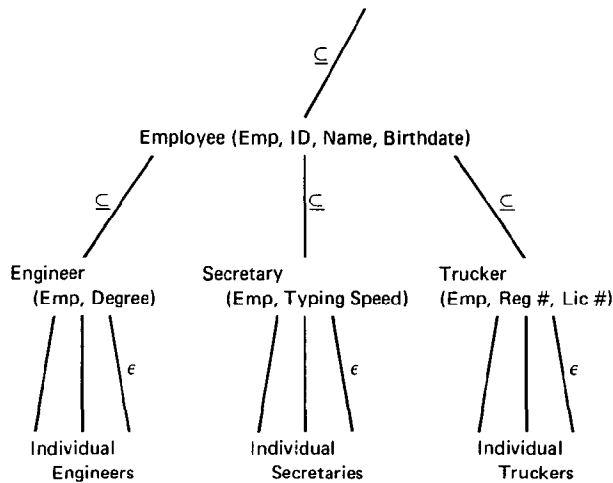 ⊆
Employee (Emp, ID, Name, Birthdate)
⊆ ⊆ ⊆
Engineer Secretary Trucker
(Emp, Degree) (Emp, Typing Speed) (Emp, Reg #, Lic #)
ϵ ϵ ϵ
Individual Individual Individual
Engineers Secretaries Truckers